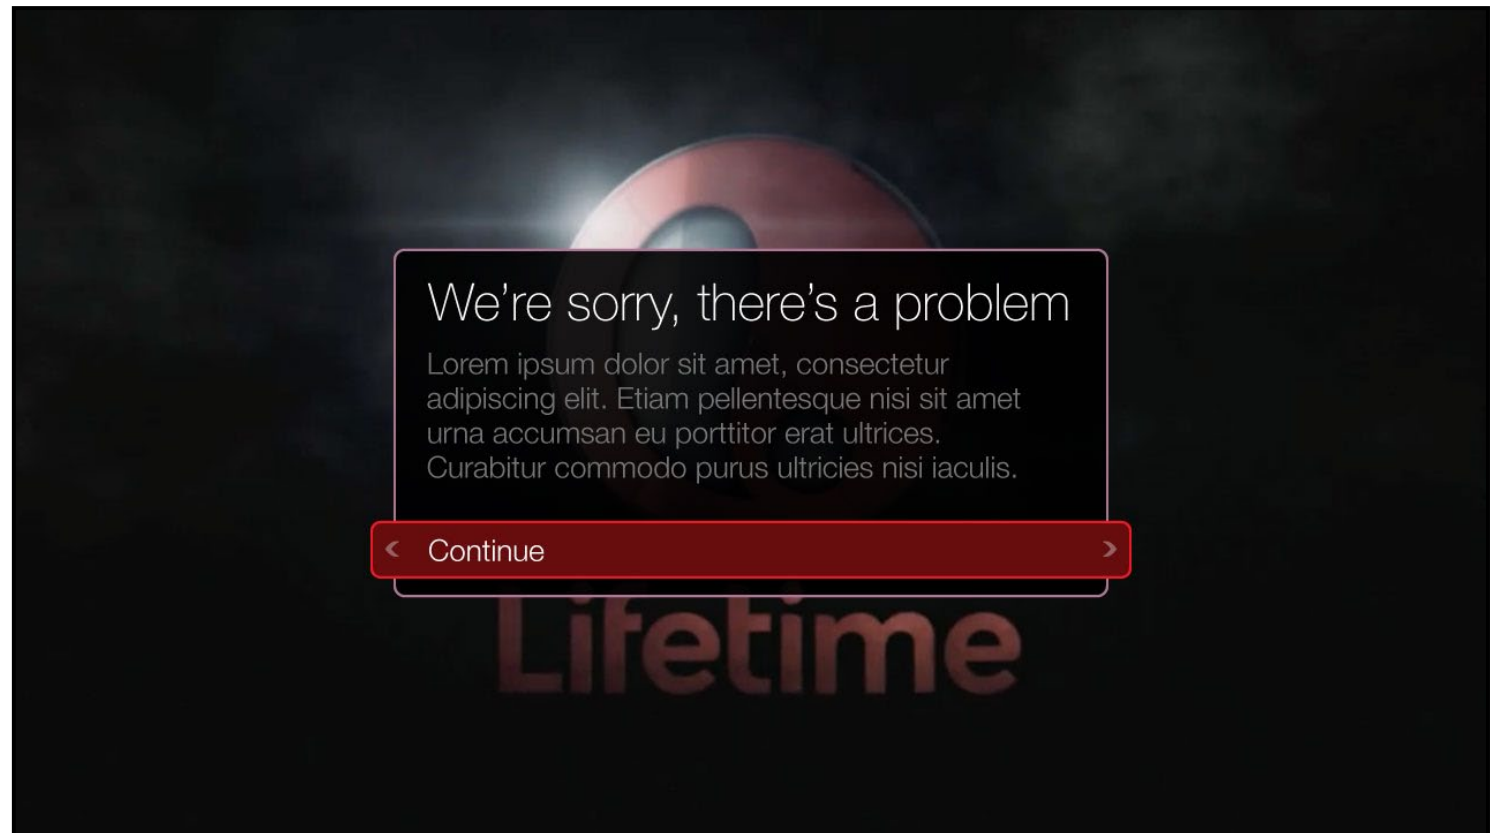 We're sorry, there's a problem
Lorem ipsum dolor sit amet, consectetur
adipiscing elit. Etiam pellentesque nisi sit amet
urna accumsan eu porttitor erat ultrices.
Curabitur commodo purus ultricies nisi iaculis.
< Continue >
Lifetime